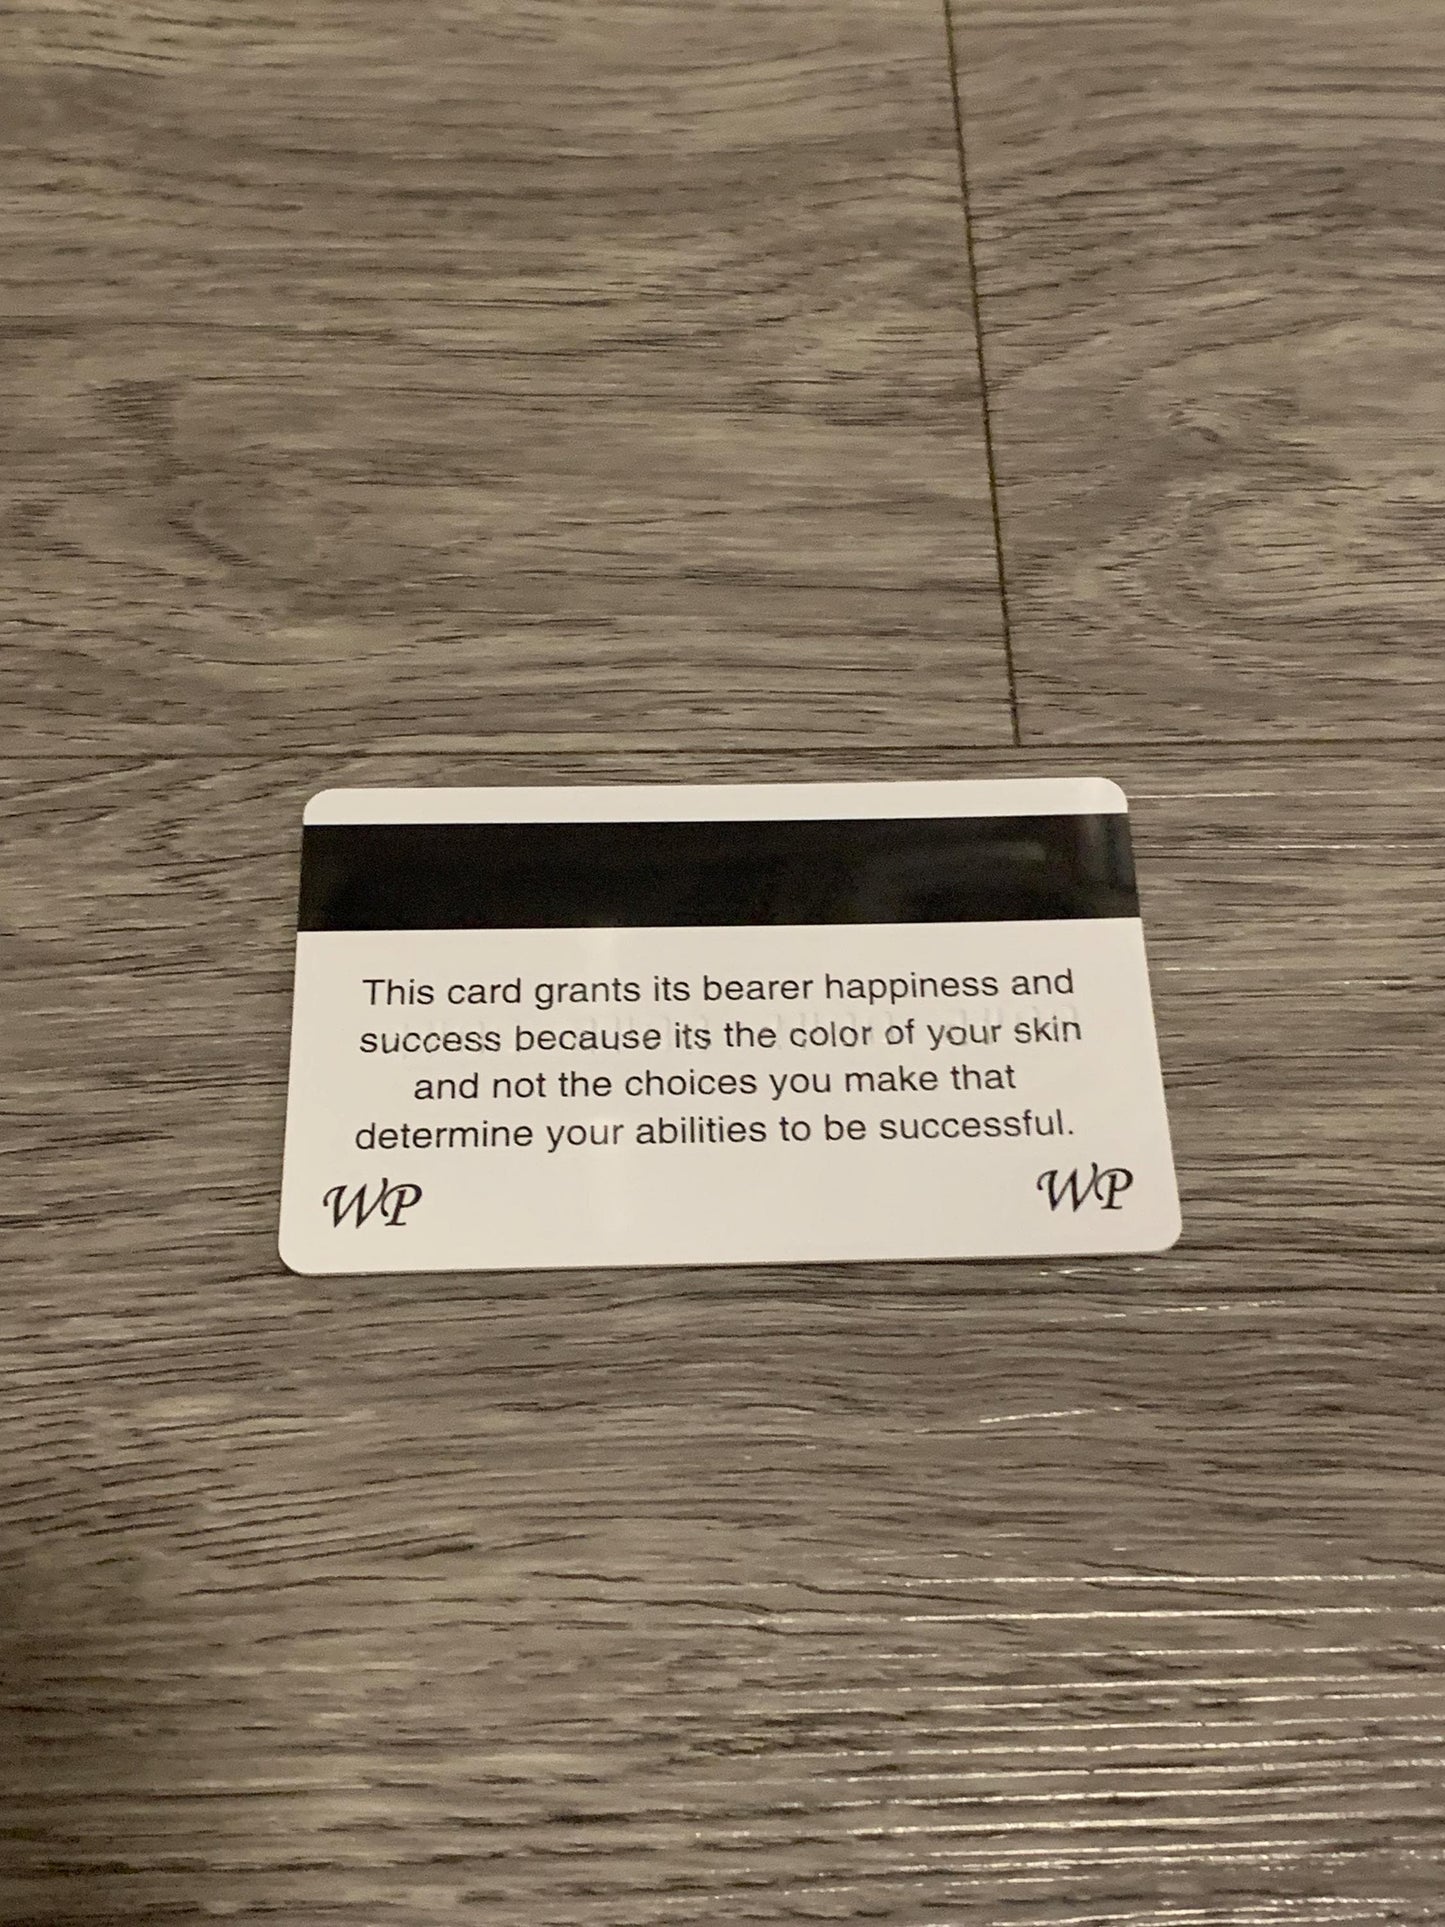 This card grants its bearer happiness and
success because its the color of your skin
and not the choices you make that
determine your abilities to be successful.
WP WP